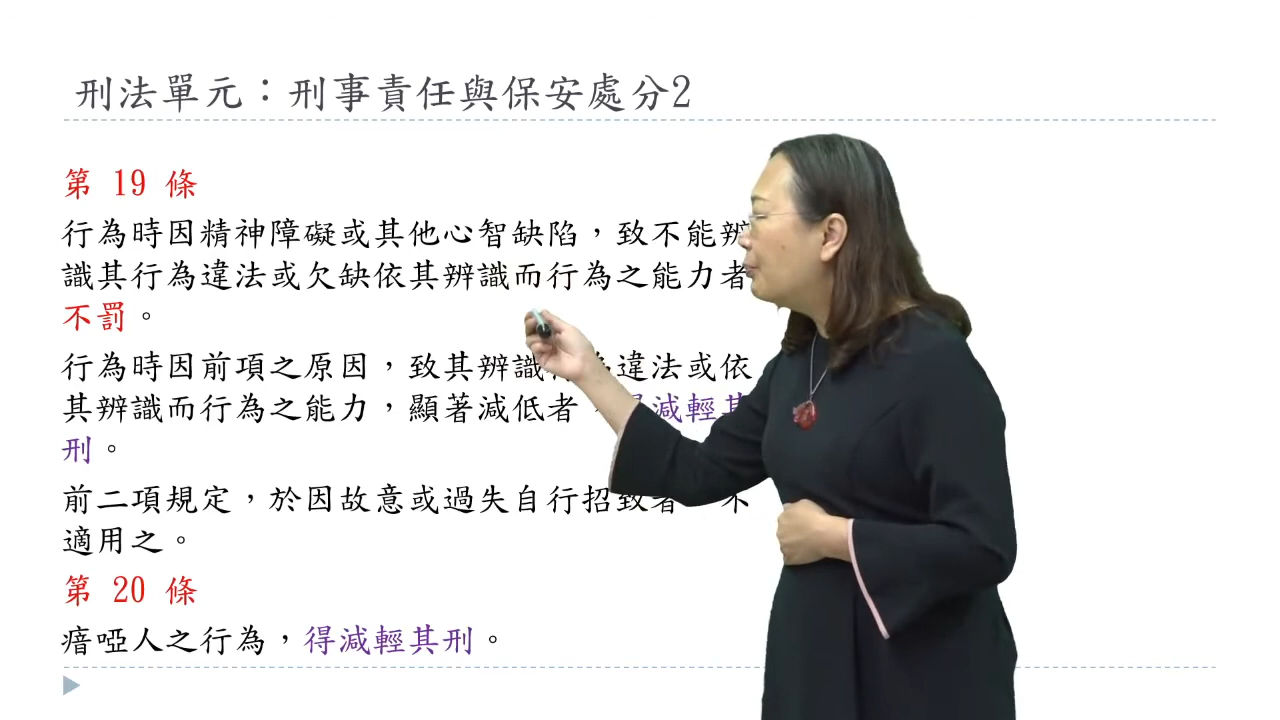 刑法單元：刑事責任與保安處分2
第 19 條
行為時因精神障礙或其他心智缺陷，致不能辨
識其行為違法或欠缺依其辨識而行為之能力者
不罰。
行為時因前項之原因，致其辨識行為違法或依
其辨識而行為之能力，顯著減低者，得減輕其
刑。
前二項規定，於因故意或過失自行招致者，不
適用之。
第 20 條
瘖啞人之行為，得減輕其刑。